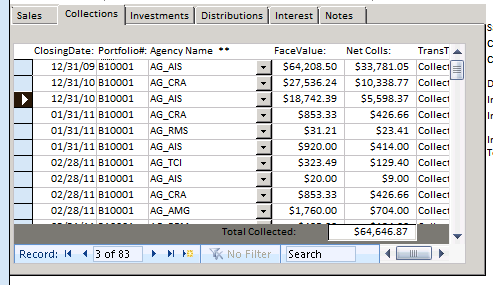 Sales Collections Investments Distributions Interest Notes
ClosingDate: Portfolio#: Agency Name ** FaceValue: Net Colls: TransT
12/31/09 B10001 AG_AIS $64,208.50 $33,781.05 Collect
12/31/10 B10001 AG_CRA $27,536.24 $10,338.77 Collect
12/31/10 B10001 AG_AIS $18,742.39 $5,598.37 Collect
01/31/11 B10001 AG_CRA $853.33 $426.66 Collect
01/31/11 B10001 AG_RMS $31.21 $23.41 Collect
01/31/11 B10001 AG_AIS $920.00 $414.00 Collect
02/28/11 B10001 AG_TCI $323.49 $129.40 Collect
02/28/11 B10001 AG_AIS $20.00 $9.00 Collect
02/28/11 B10001 AG_CRA $853.33 $426.66 Collect
02/28/11 B10001 AG_AMG $1,760.00 $704.00 Collect
Total Collected: $64,646.87
Record: 3 of 83 No Filter Search